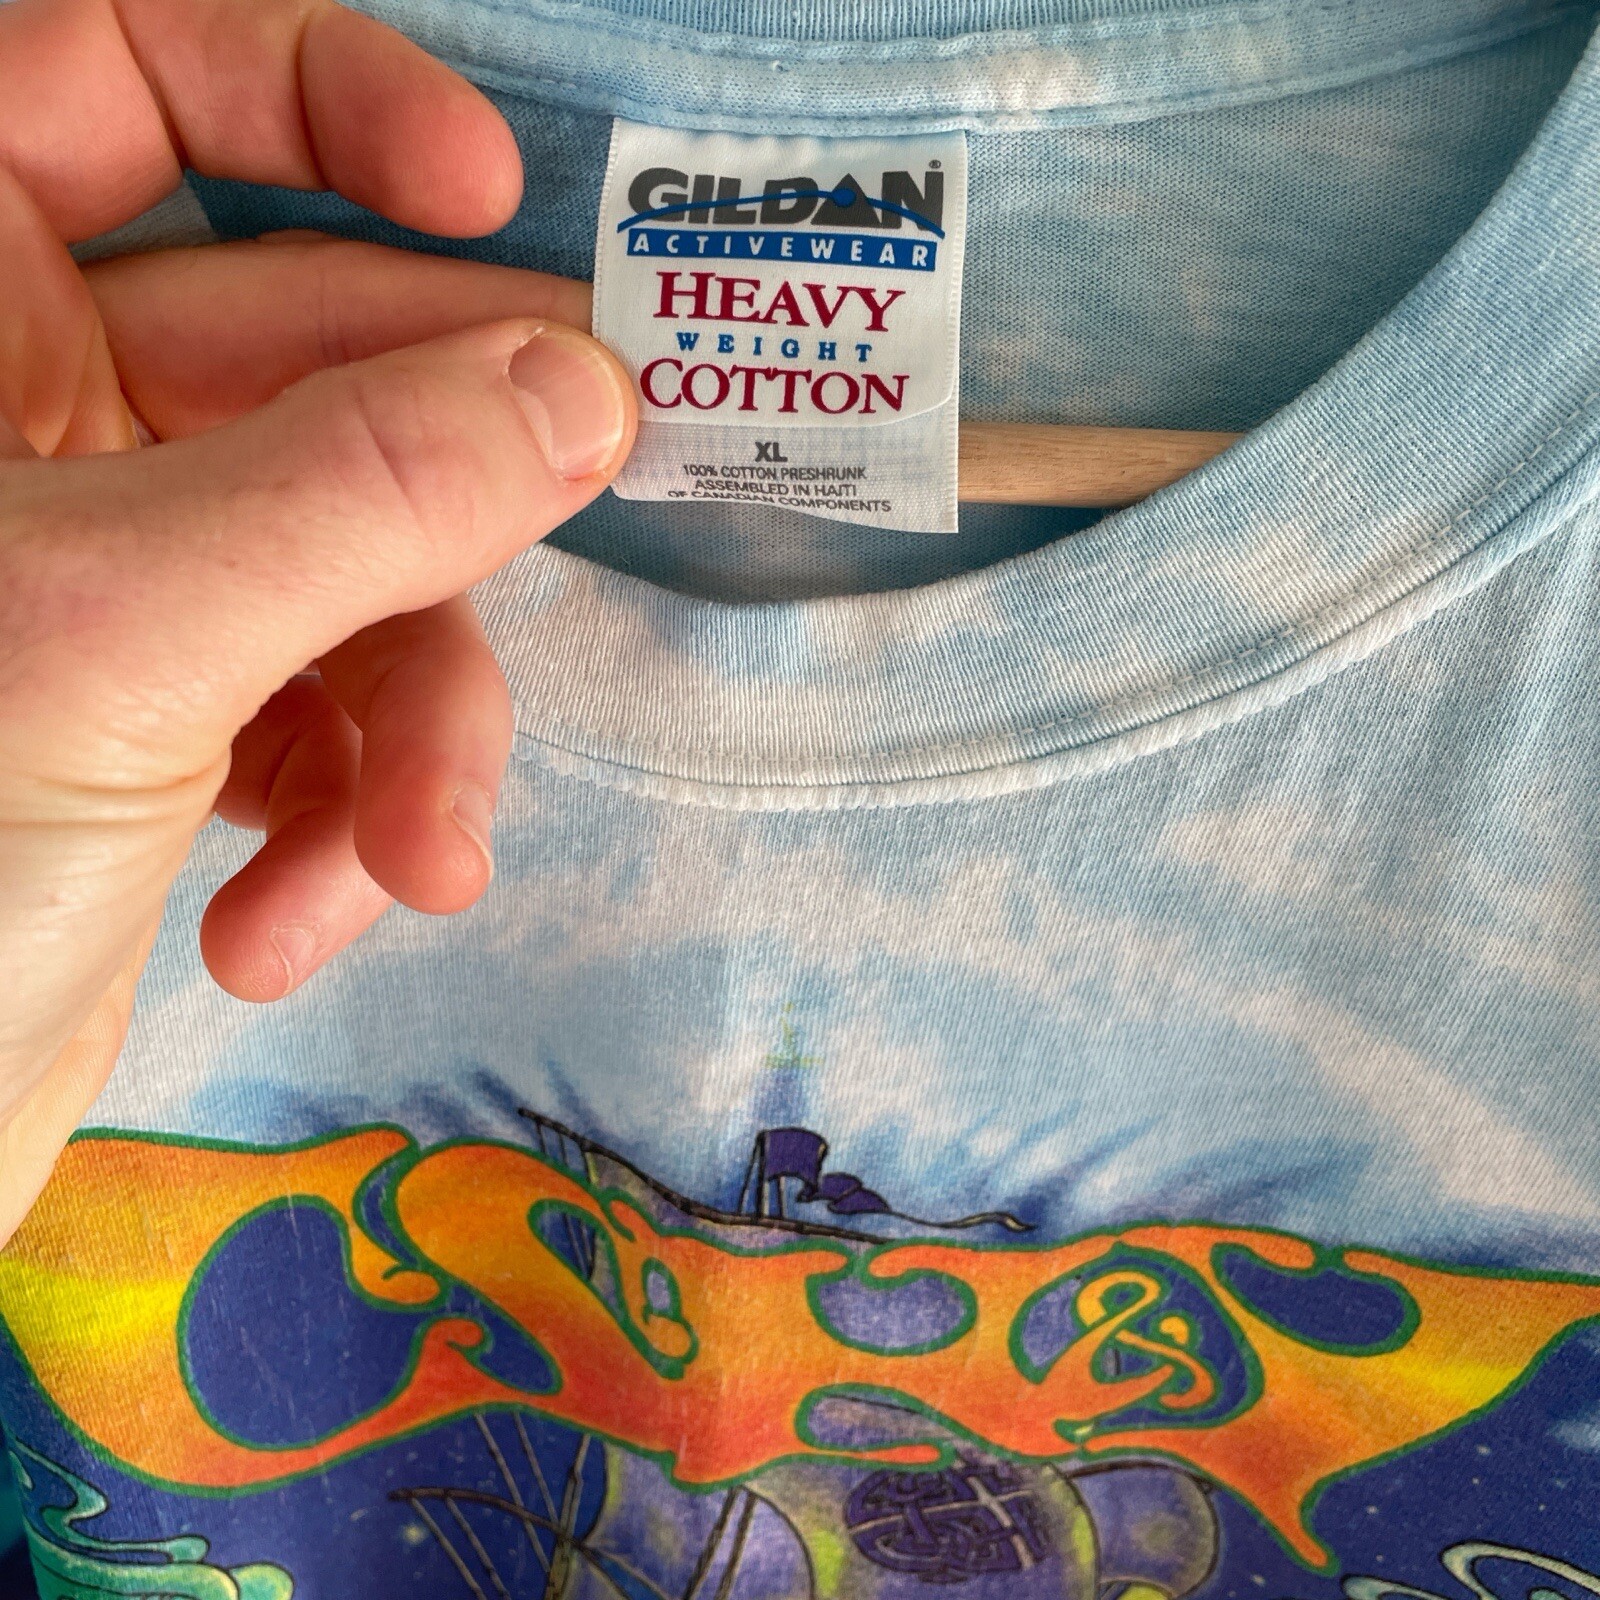 GILDAN®
ACTIVEWEAR
HEAVY
WEIGHT
COTTON
XL
100% COTTON PRESHRUNK
ASSEMBLED IN HAITI
OF CANADIAN COMPONENTS